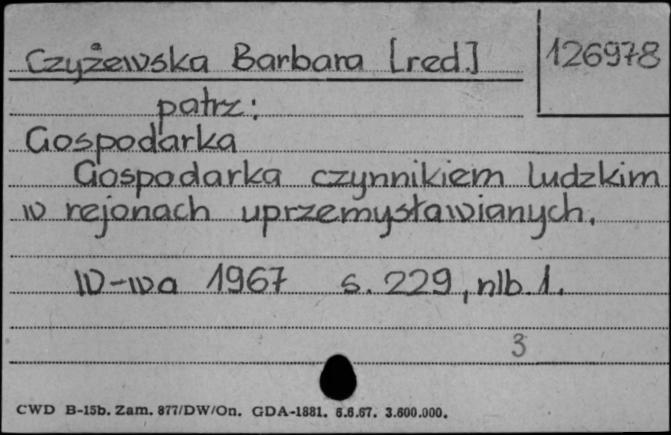 Czyżewska Barbara [red.]
126978
patrz:
Gospodarka
Gospodarka czynnikiem ludzkim
w rejonach uprzemysławianych.
W-wa 1967 s. 229, nlb. 1.
3
CWD B-15b. Zam. 877/DW/On. GDA-1881. 6.6.67. 3.600.000.